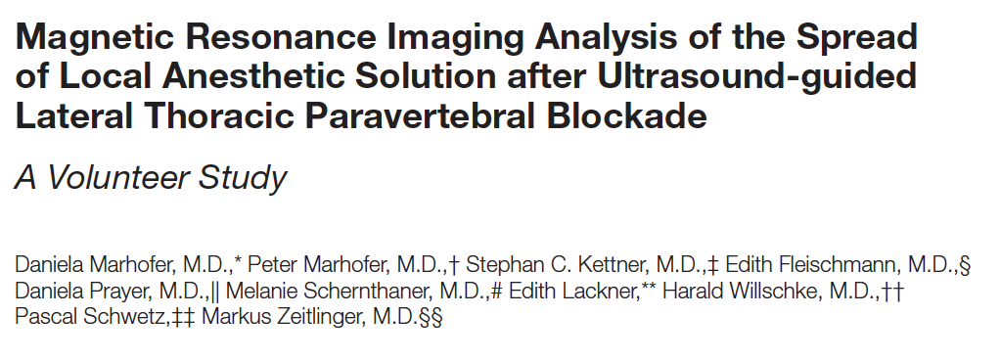 Magnetic Resonance Imaging Analysis of the Spread
of Local Anesthetic Solution after Ultrasound-guided
Lateral Thoracic Paravertebral Blockade
A Volunteer Study
Daniela Marhofer, M.D.,* Peter Marhofer, M.D.,† Stephan C. Kettner, M.D.,‡ Edith Fleischmann, M.D.,§
Daniela Prayer, M.D.,|| Melanie Schernthaner, M.D.,# Edith Lackner,** Harald Willschke, M.D.,††
Pascal Schwetz,‡‡ Markus Zeitlinger, M.D.§§